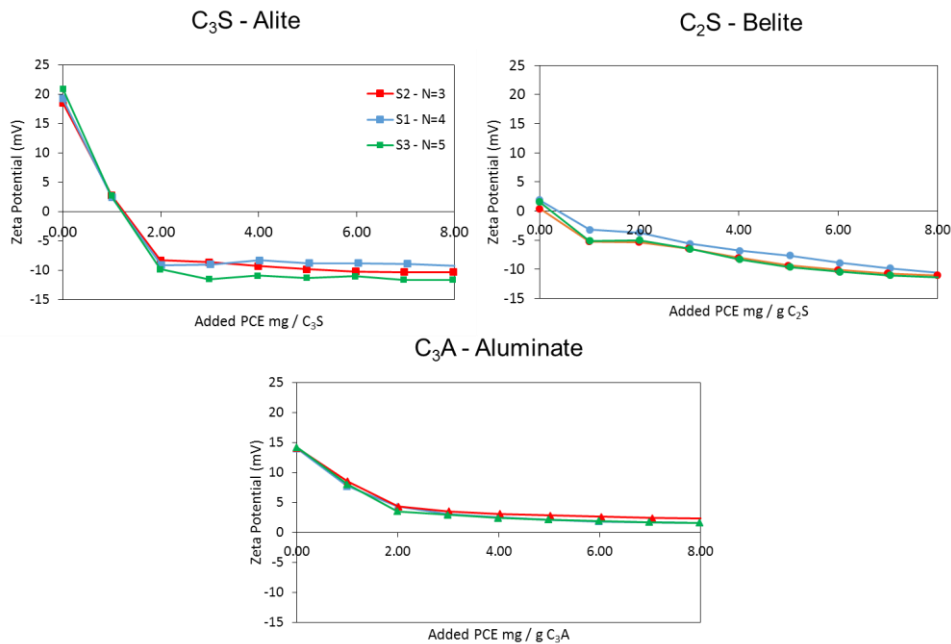 C₃S - Alite
25
20
15
10
5
0
-5
-10
-15
Zeta Potential (mV)
0.00 2.00 4.00 6.00 8.00
S2 - N=3
S1 - N=4
S3 - N=5
Added PCE mg / C₃S
C₂S - Belite
25
20
15
10
5
0
-5
-10
-15
Zeta Potential (mV)
0.00 2.00 4.00 6.00 8.00
Added PCE mg / g C₂S
C₃A - Aluminate
25
20
15
10
5
0
-5
-10
-15
Zeta Potential (mV)
0.00 2.00 4.00 6.00 8.00
Added PCE mg / g C₃A